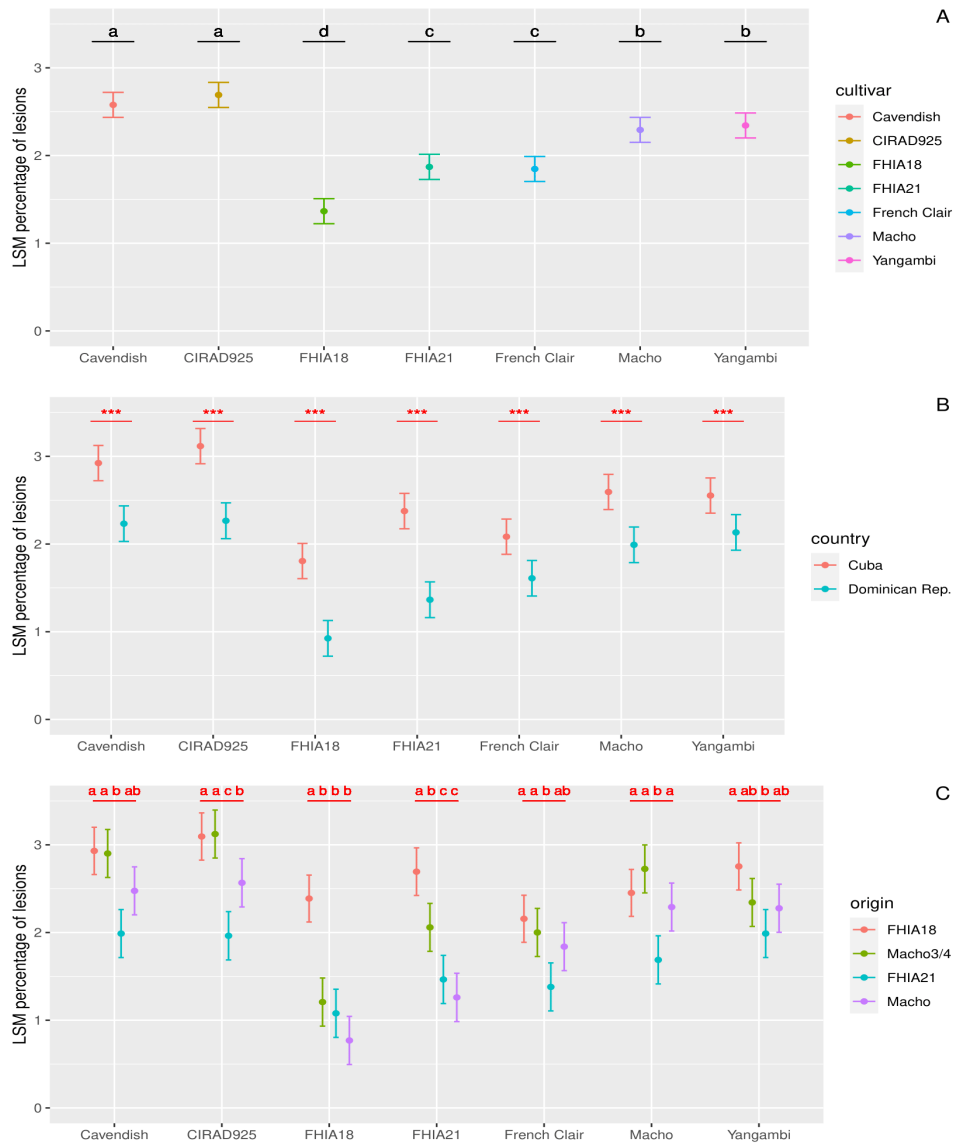 A
a a d c c b b
3
2
1
0
LSM percentage of lesions
Cavendish CIRAD925 FHIA18 FHIA21 French Clair Macho Yangambi
cultivar
Cavendish
CIRAD925
FHIA18
FHIA21
French Clair
Macho
Yangambi
B
*** *** *** *** *** *** ***
3
2
1
0
LSM percentage of lesions
Cavendish CIRAD925 FHIA18 FHIA21 French Clair Macho Yangambi
country
Cuba
Dominican Rep.
C
a a b ab a a c b a b b b a b c c a a b ab a a b a a ab b ab
3
2
1
0
LSM percentage of lesions
Cavendish CIRAD925 FHIA18 FHIA21 French Clair Macho Yangambi
origin
FHIA18
Macho3/4
FHIA21
Macho